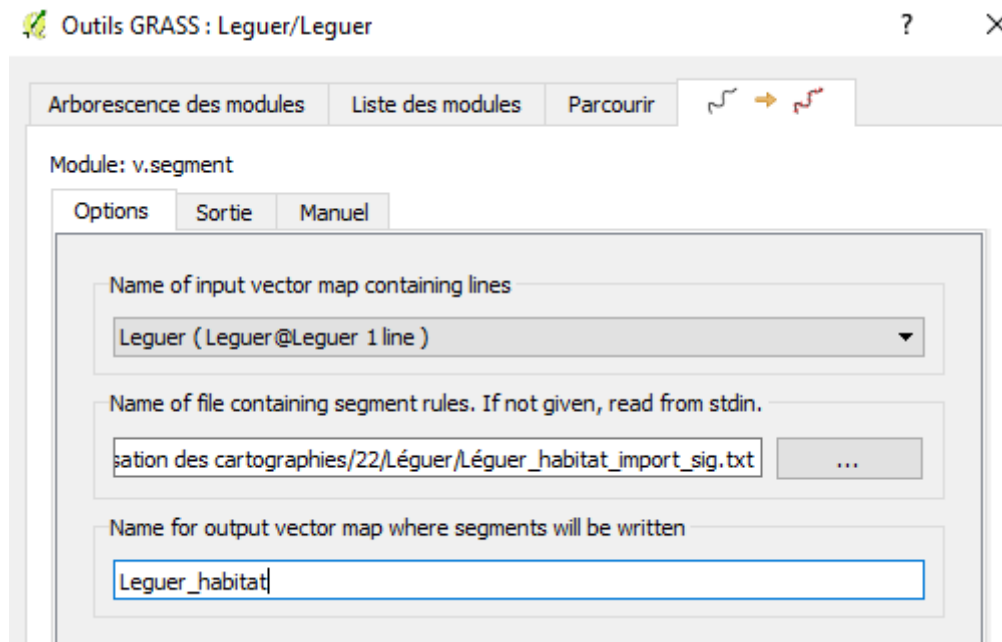 Outils GRASS : Leguer/Leguer
Arborescence des modules Liste des modules Parcourir
Module: v.segment
Options Sortie Manuel
Name of input vector map containing lines
Leguer ( Leguer@Leguer 1 line )
Name of file containing segment rules. If not given, read from stdin.
sation des cartographies/22/Léguer/Léguer_habitat_import_sig.txt ...
Name for output vector map where segments will be written
Leguer_habitat